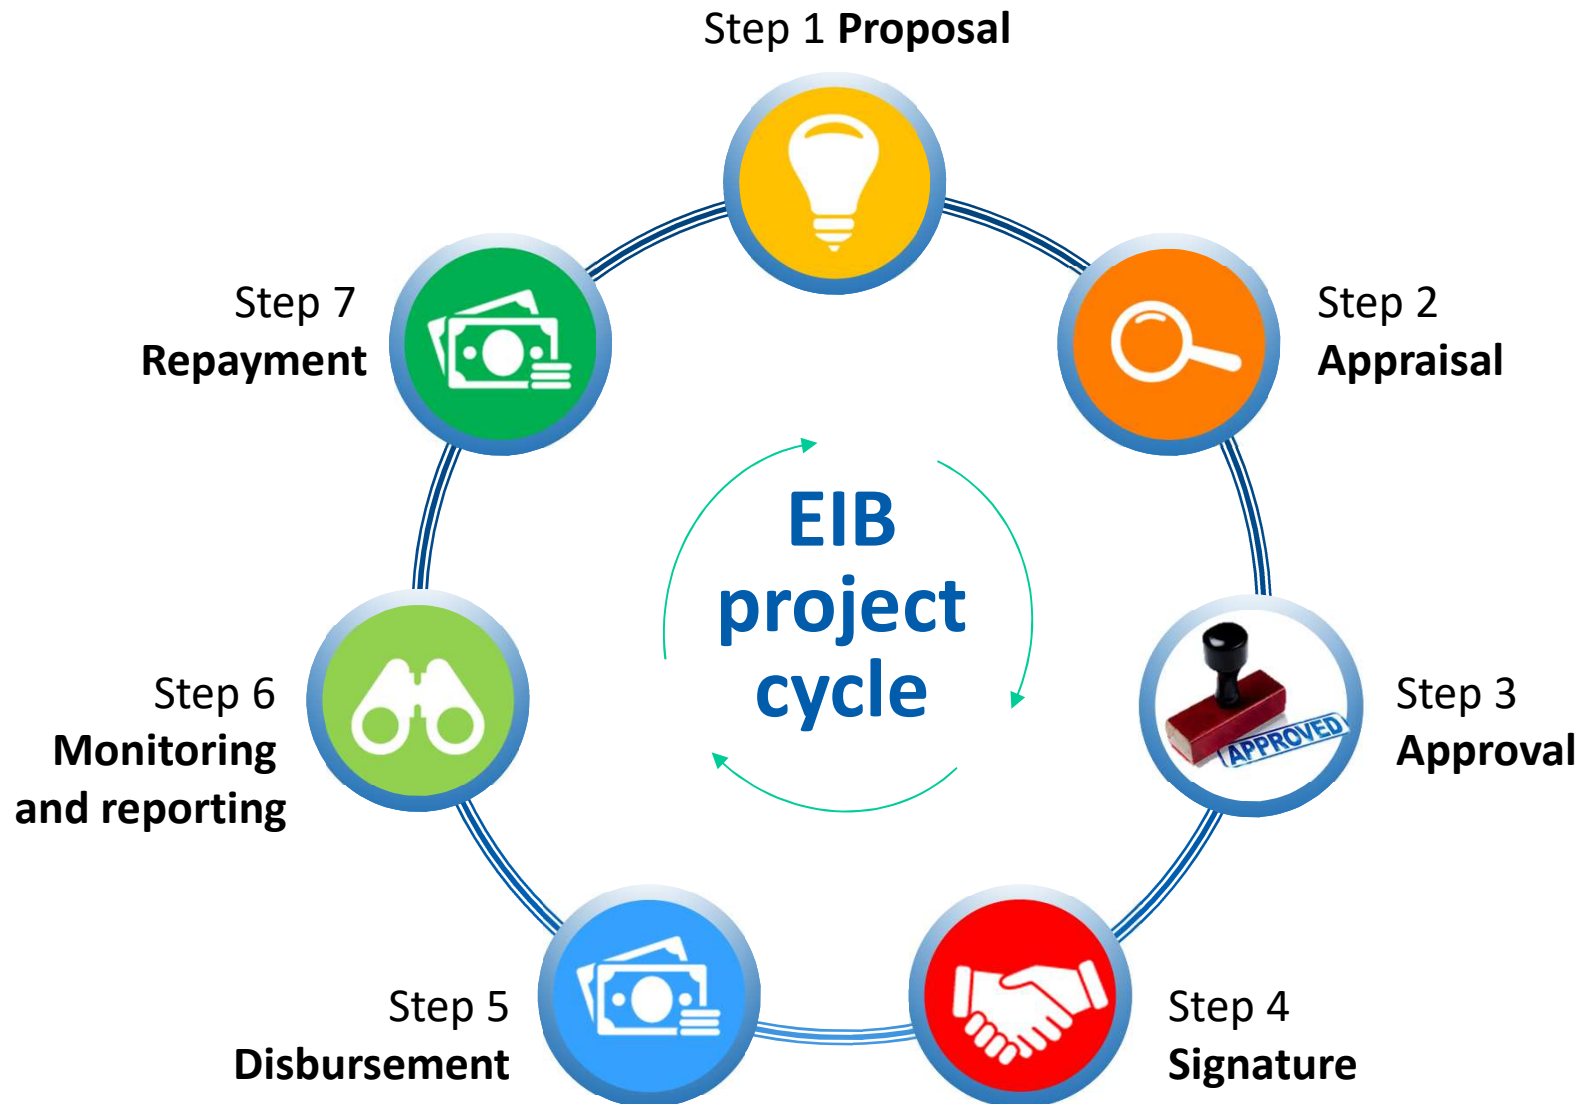 Step 1 Proposal
Step 2
Appraisal
Step 3
Approval
APPROVED
Step 4
Signature
Step 5
Disbursement
Step 6
Monitoring
and reporting
Step 7
Repayment
EIB
project
cycle